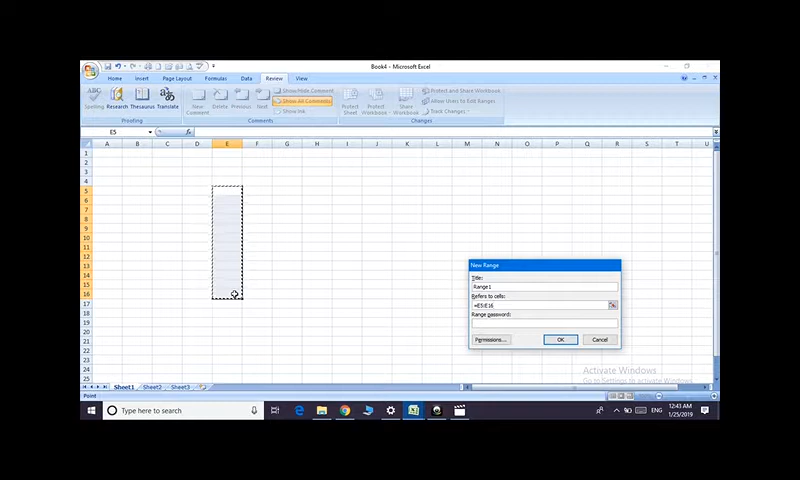 Book4 - Microsoft Excel
Home Insert Page Layout Formulas Data Review View
Spelling Research Thesaurus Translate
New Comment Delete Previous Next
Show/Hide Comment
Show All Comments
Show Ink
Protect Sheet Protect Workbook Share Workbook
Protect and Share Workbook
Allow Users to Edit Ranges
Track Changes
Proofing Comments Changes
E5 fx
A B C D E F G H I J K L M N O P Q R S T U
1
2
3
4
5
6
7
8
9
10
11
12
13
14
15
16
17
18
19
20
21
22
23
24
25
New Range
Title:
Range1
Refers to cells:
=E5:E16
Range password:
Permissions... OK Cancel
Activate Windows
Go to Settings to activate Windows.
Sheet1 Sheet2 Sheet3
Point
Type here to search
ENG
12:43 AM
1/25/2019